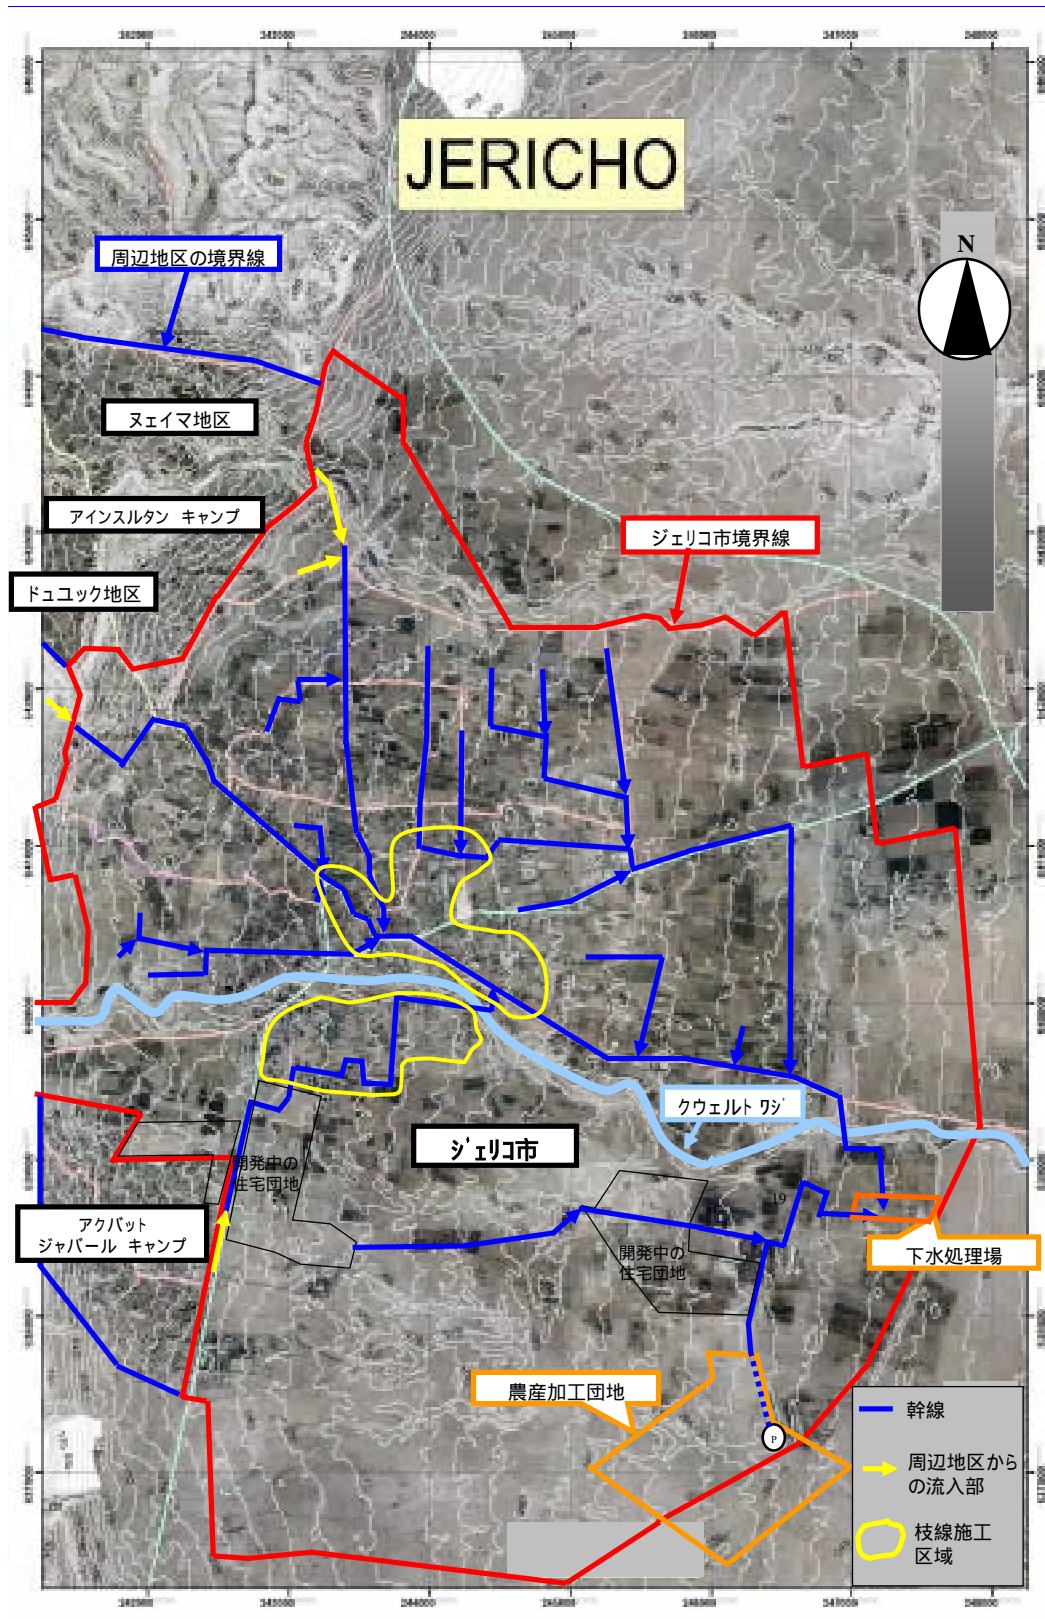 JERICHO
N
周辺地区の境界線
ヌェイマ地区
アインスルタン キャンプ
ジェリコ市境界線
ドュユック地区
クウェルト ワジ
ジェリコ市
開発中の
住宅団地
19
アクバット
ジャバール キャンプ
開発中の
住宅団地
下水処理場
農産加工団地
P
幹線
周辺地区から
の流入部
枝線施工
区域